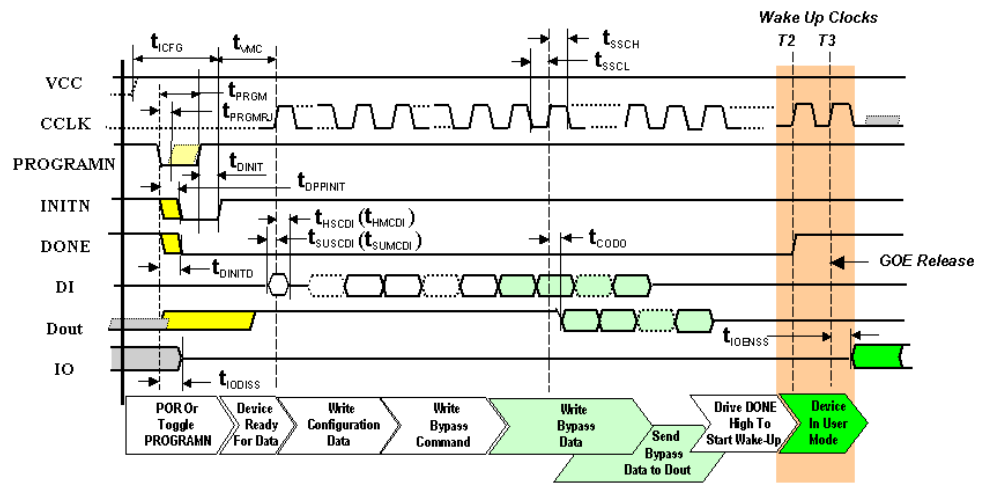 Wake Up Clocks
T2 T3
tICFG
tVMC
tSSCH
tSSCL
VCC
tPRGM
tPRGMRJ
CCLK
PROGRAMN
tDINIT
tDPPINIT
INITN
tHSCDI (tHMCDI)
tSUSCDI (tSUMCDI)
tCODO
DONE
tDINITD
GOE Release
DI
Dout
tIOENSS
IO
tIODISS
POR Or
Toggle
PROGRAMN
Device
Ready
For Data
Write
Configuration
Data
Write
Bypass
Command
Write
Bypass
Data
Send
Bypass
Data to Dout
Drive DONE
High To
Start Wake-Up
Device
In User
Mode